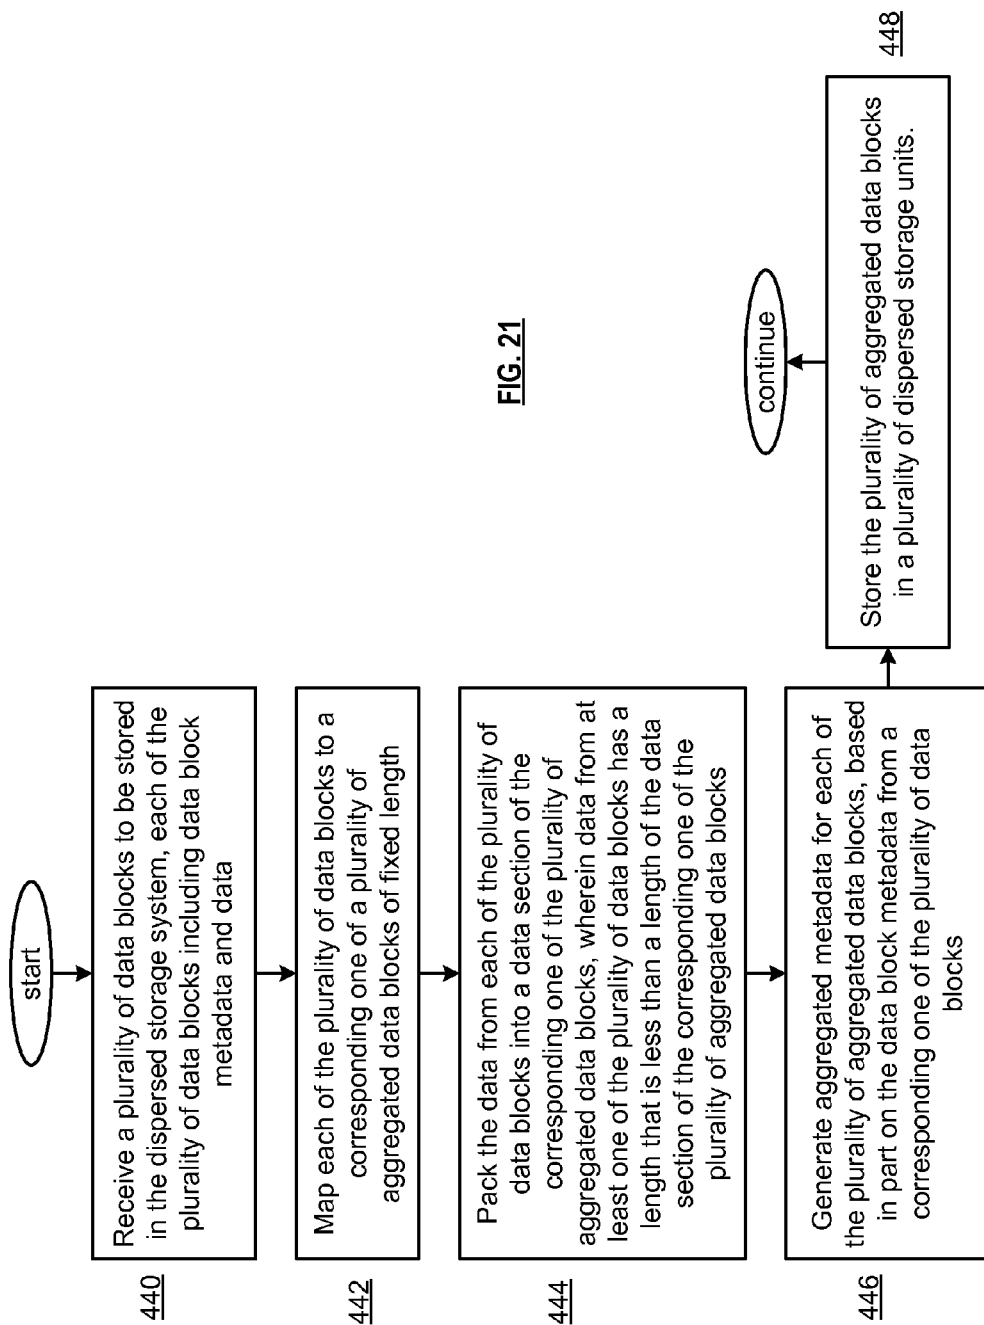 start
440
Receive a plurality of data blocks to be stored
in the dispersed storage system, each of the
plurality of data blocks including data block
metadata and data
442
Map each of the plurality of data blocks to a
corresponding one of a plurality of
aggregated data blocks of fixed length
444
Pack the data from each of the plurality of
data blocks into a data section of the
corresponding one of the plurality of
aggregated data blocks, wherein data from at
least one of the plurality of data blocks has a
length that is less than a length of the data
section of the corresponding one of the
plurality of aggregated data blocks
446
Generate aggregated metadata for each of
the plurality of aggregated data blocks, based
in part on the data block metadata from a
corresponding one of the plurality of data
blocks
448
Store the plurality of aggregated data blocks
in a plurality of dispersed storage units.
continue
FIG. 21